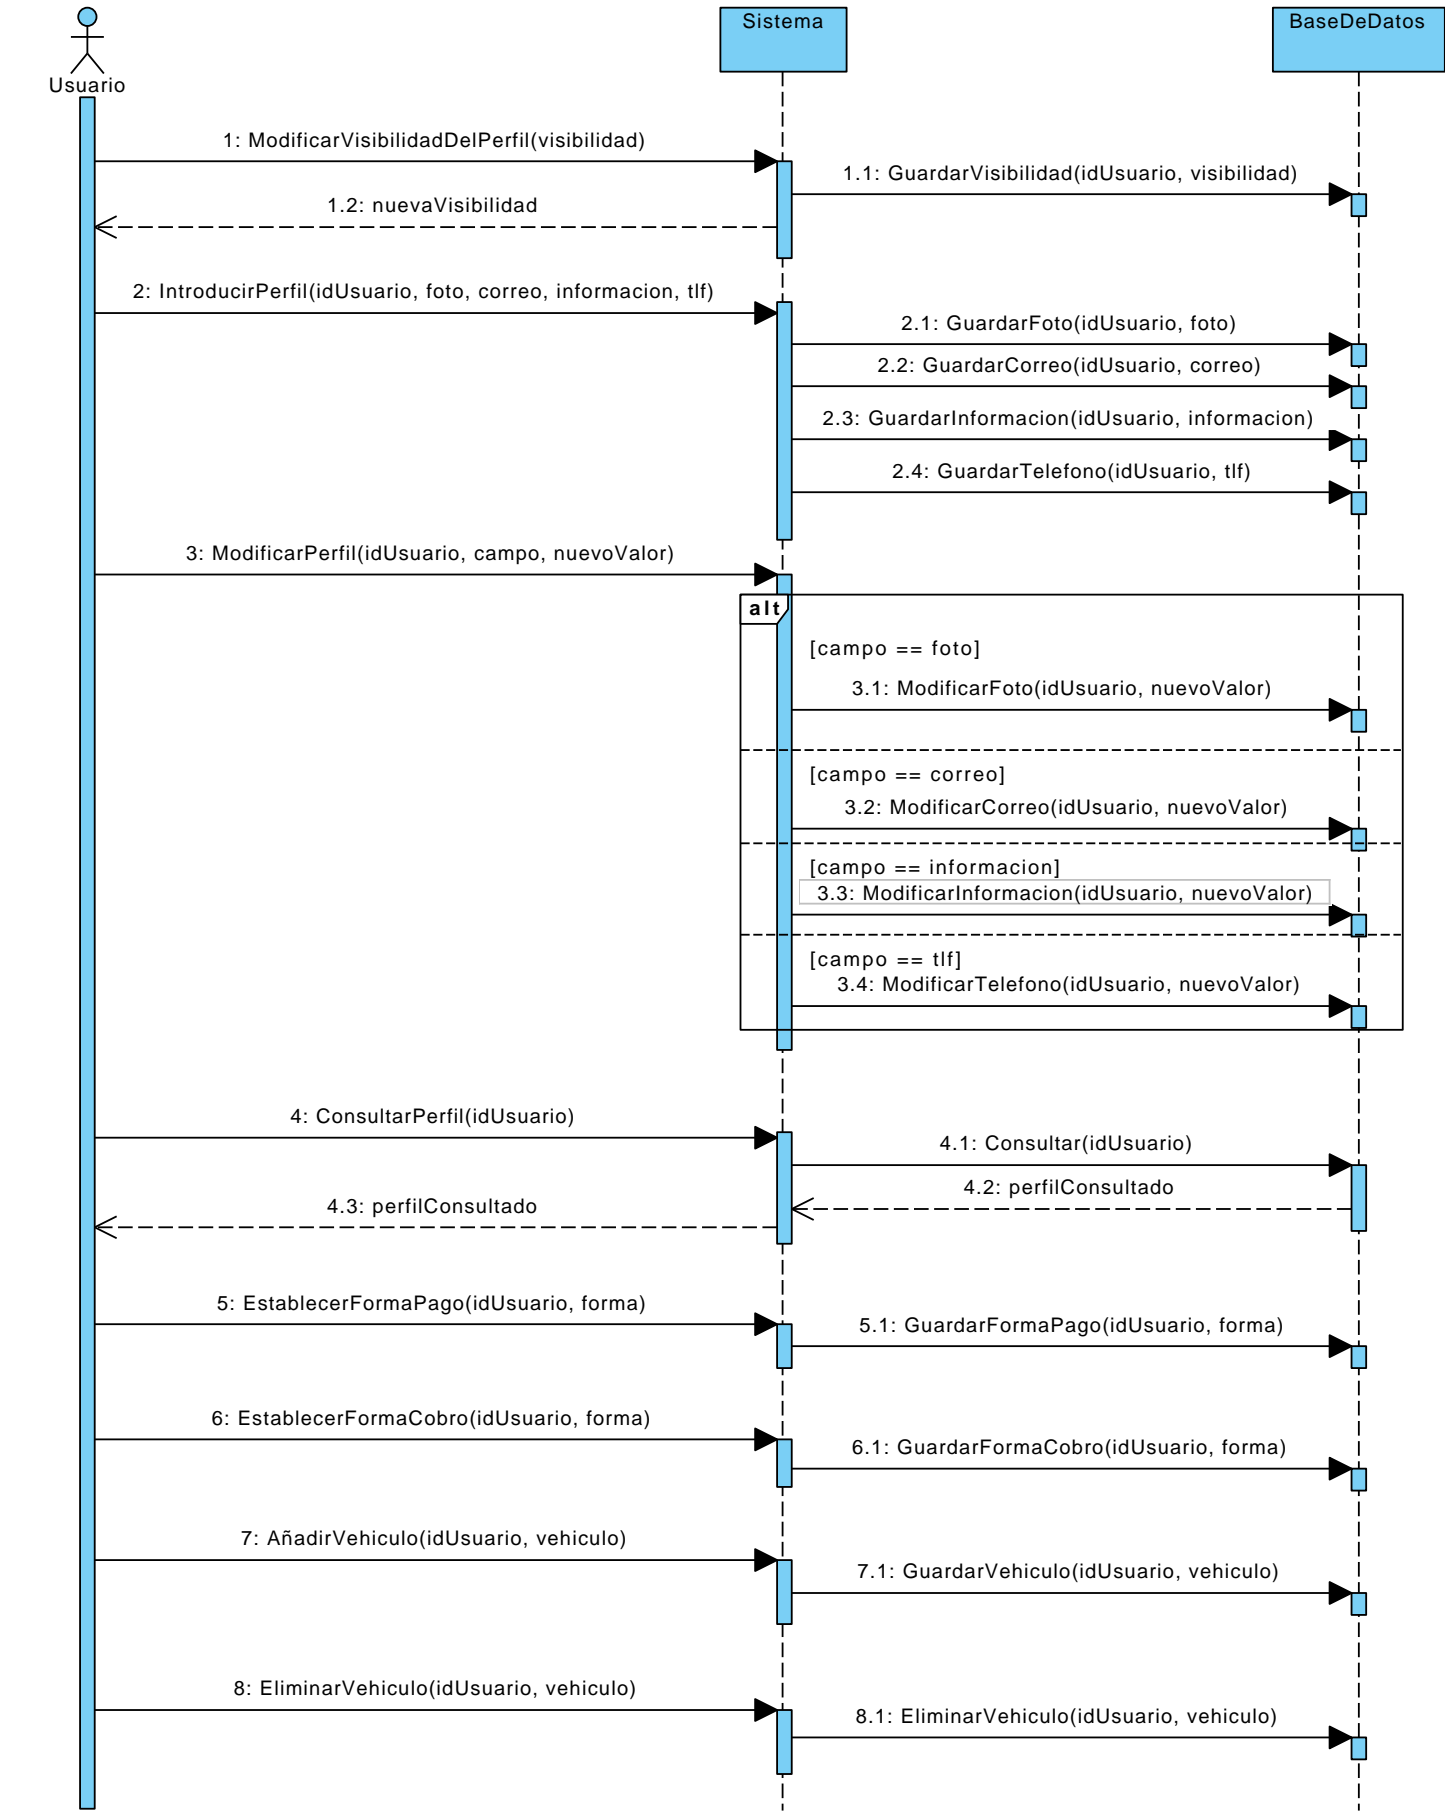 Usuario
Sistema
BaseDeDatos
1: ModificarVisibilidadDelPerfil(visibilidad)
1.1: GuardarVisibilidad(idUsuario, visibilidad)
1.2: nuevaVisibilidad
2: IntroducirPerfil(idUsuario, foto, correo, informacion, tlf)
2.1: GuardarFoto(idUsuario, foto)
2.2: GuardarCorreo(idUsuario, correo)
2.3: GuardarInformacion(idUsuario, informacion)
2.4: GuardarTelefono(idUsuario, tlf)
3: ModificarPerfil(idUsuario, campo, nuevoValor)
alt
[campo == foto]
3.1: ModificarFoto(idUsuario, nuevoValor)
[campo == correo]
3.2: ModificarCorreo(idUsuario, nuevoValor)
[campo == informacion]
3.3: ModificarInformacion(idUsuario, nuevoValor)
[campo == tlf]
3.4: ModificarTelefono(idUsuario, nuevoValor)
4: ConsultarPerfil(idUsuario)
4.1: Consultar(idUsuario)
4.2: perfilConsultado
4.3: perfilConsultado
5: EstablecerFormaPago(idUsuario, forma)
5.1: GuardarFormaPago(idUsuario, forma)
6: EstablecerFormaCobro(idUsuario, forma)
6.1: GuardarFormaCobro(idUsuario, forma)
7: AñadirVehiculo(idUsuario, vehiculo)
7.1: GuardarVehiculo(idUsuario, vehiculo)
8: EliminarVehiculo(idUsuario, vehiculo)
8.1: EliminarVehiculo(idUsuario, vehiculo)